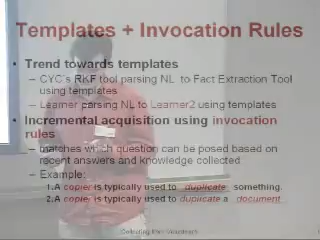 Templates + Invocation Rules
• Trend towards templates
– CYC's RKF tool parsing NL to Fact Extraction Tool
using templates
– Learner parsing NL to Learner2 using templates
• Incremental acquisition using invocation
rules
– matches which question can be posed based on
recent answers and knowledge collected
– Example:
1.A copier is typically used to duplicate something.
2.A copier is typically used to duplicate a document